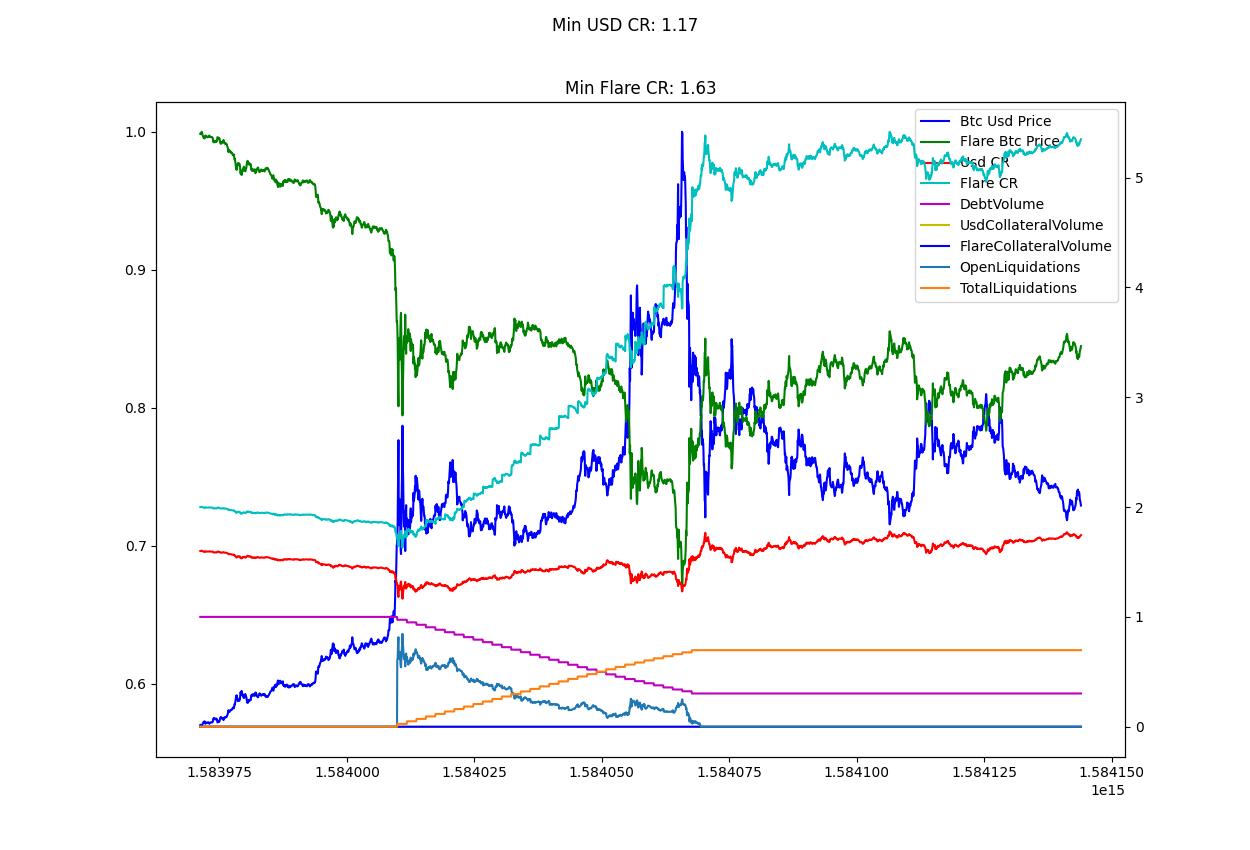 Min USD CR: 1.17
Min Flare CR: 1.63
Btc Usd Price
Flare Btc Price
Usd CR
Flare CR
DebtVolume
UsdCollateralVolume
FlareCollateralVolume
OpenLiquidations
TotalLiquidations
1.0
0.9
0.8
0.7
0.6
5
4
3
2
1
0
1.583975
1.584000
1.584025
1.584050
1.584075
1.584100
1.584125
1.584150
1e15